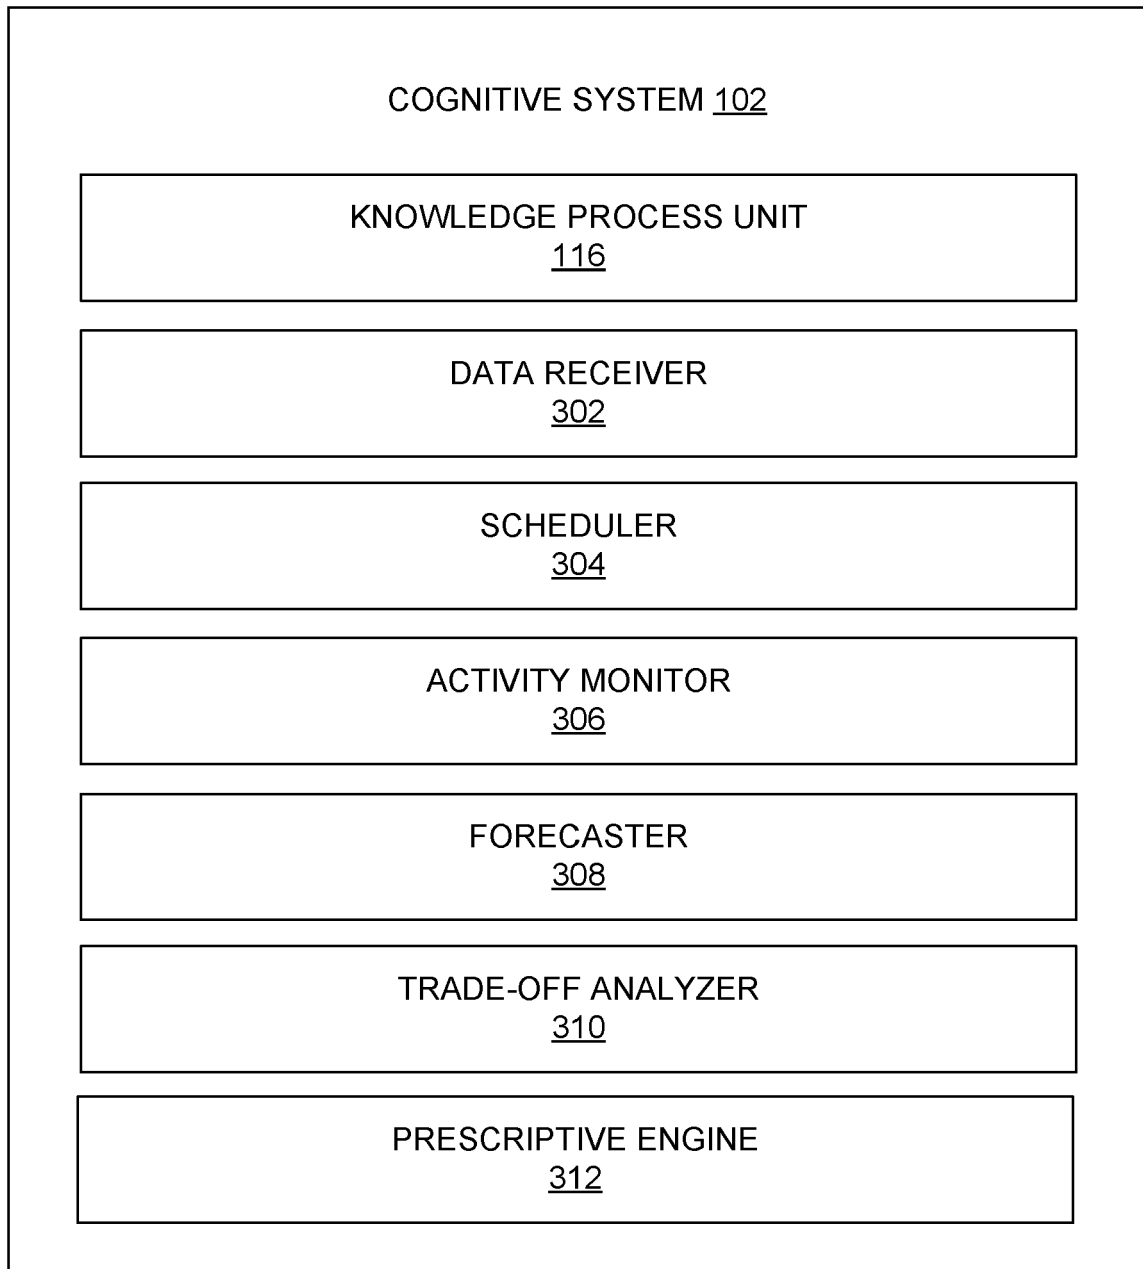 COGNITIVE SYSTEM 102
KNOWLEDGE PROCESS UNIT
116
DATA RECEIVER
302
SCHEDULER
304
ACTIVITY MONITOR
306
FORECASTER
308
TRADE-OFF ANALYZER
310
PRESCRIPTIVE ENGINE
312